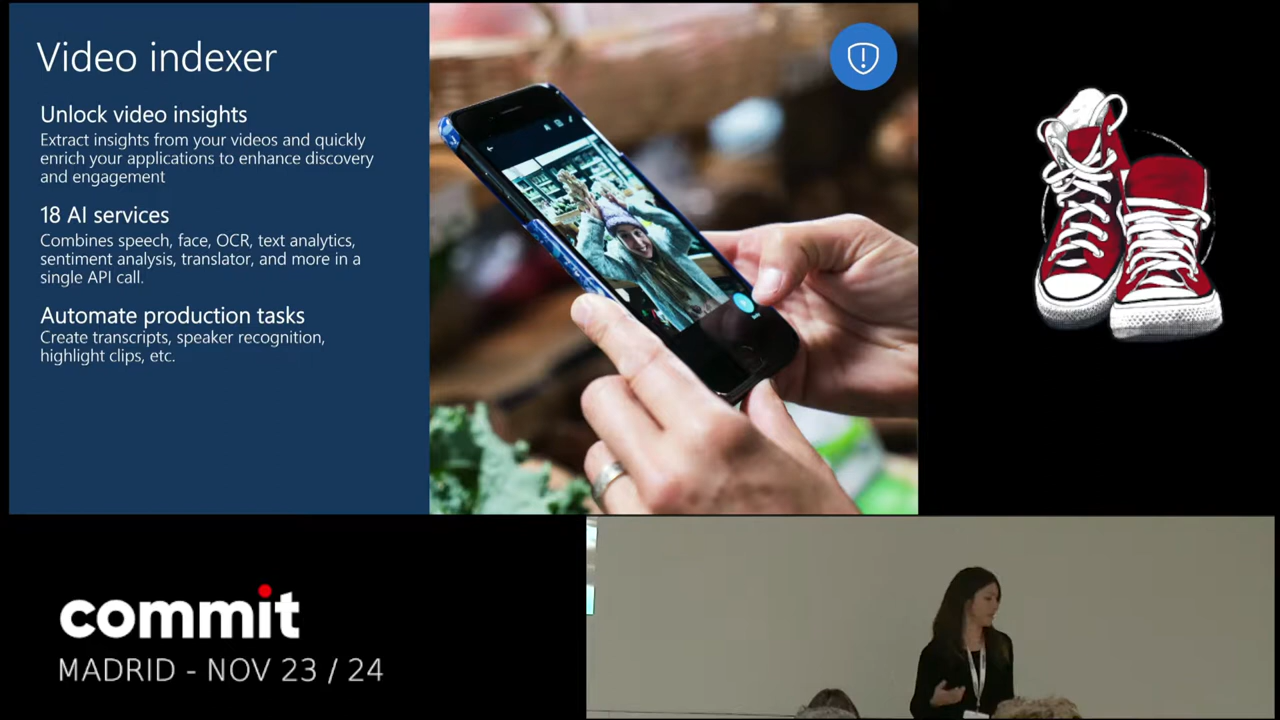 Video indexer
Unlock video insights
Extract insights from your videos and quickly
enrich your applications to enhance discovery
and engagement
18 AI services
Combines speech, face, OCR, text analytics,
sentiment analysis, translator, and more in a
single API call.
Automate production tasks
Create transcripts, speaker recognition,
highlight clips, etc.
commit
MADRID - NOV 23 / 24